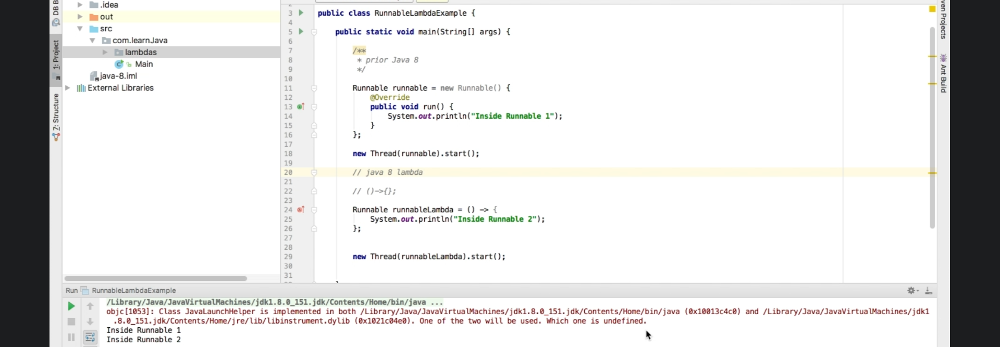 DB B
1: Project
Z: Structure
.idea
out
src
com.learnJava
lambdas
Main
java-8.iml
External Libraries
3 public class RunnableLambdaExample {
4
5 public static void main(String[] args) {
6
7 /**
8 * prior Java 8
9 */
10
11 Runnable runnable = new Runnable() {
12 @Override
13 public void run() {
14 System.out.println("Inside Runnable 1");
15 }
16 };
17
18 new Thread(runnable).start();
19
20 // java 8 lambda
21
22 // ()->{};
23
24 Runnable runnableLambda = () -> {
25 System.out.println("Inside Runnable 2");
26 };
27
28
29 new Thread(runnableLambda).start();
30
31
ven Projects
Ant Build
Run RunnableLambdaExample
/Library/Java/JavaVirtualMachines/jdk1.8.0_151.jdk/Contents/Home/bin/java ...
objc[1053]: Class JavaLaunchHelper is implemented in both /Library/Java/JavaVirtualMachines/jdk1.8.0_151.jdk/Contents/Home/bin/java (0x10013c4c0) and /Library/Java/JavaVirtualMachines/jdk1
.8.0_151.jdk/Contents/Home/jre/lib/libinstrument.dylib (0x1021c04e0). One of the two will be used. Which one is undefined.
Inside Runnable 1
Inside Runnable 2